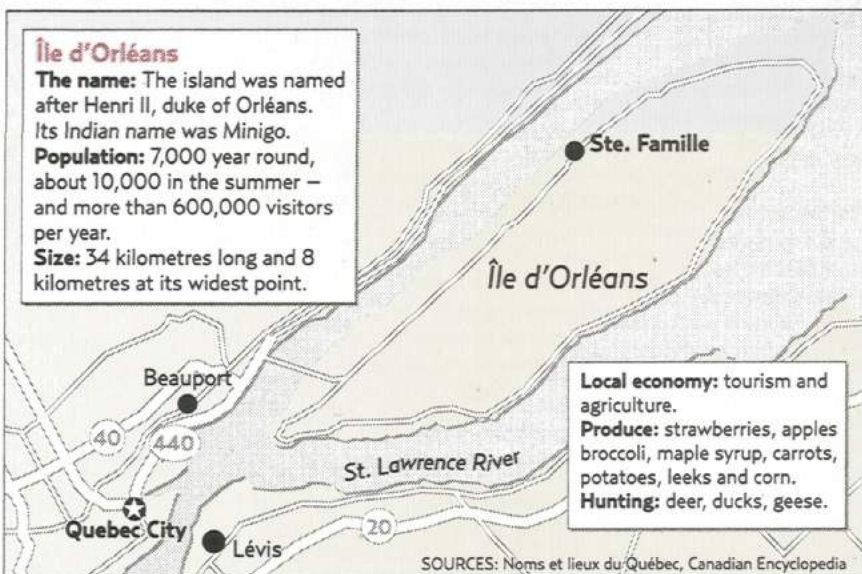 Île d'Orléans
The name: The island was named
after Henri II, duke of Orléans.
Its Indian name was Minigo.
Population: 7,000 year round,
about 10,000 in the summer –
and more than 600,000 visitors
per year.
Size: 34 kilometres long and 8
kilometres at its widest point.
Ste. Famille
Île d'Orléans
Beauport
40
440
St. Lawrence River
Quebec City
Lévis
20
Local economy: tourism and
agriculture.
Produce: strawberries, apples
broccoli, maple syrup, carrots,
potatoes, leeks and corn.
Hunting: deer, ducks, geese.
SOURCES: Noms et lieux du Québec, Canadian Encyclopedia